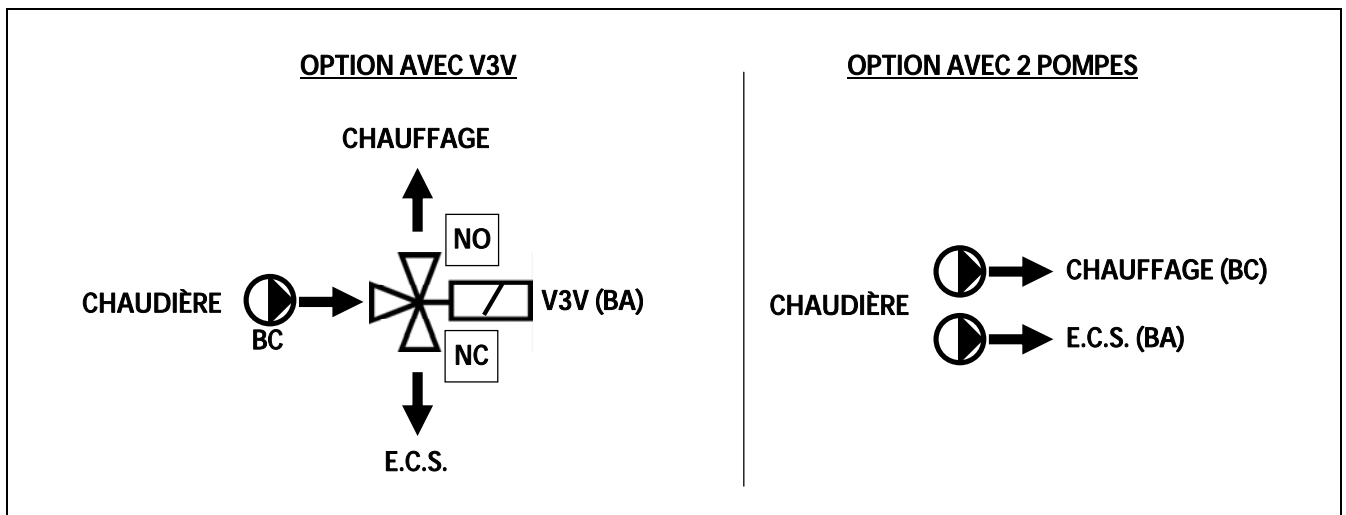 OPTION AVEC V3V
CHAUFFAGE
NO
CHAUDIÈRE
V3V (BA)
BC
NC
E.C.S.
OPTION AVEC 2 POMPES
CHAUFFAGE (BC)
CHAUDIÈRE
E.C.S. (BA)